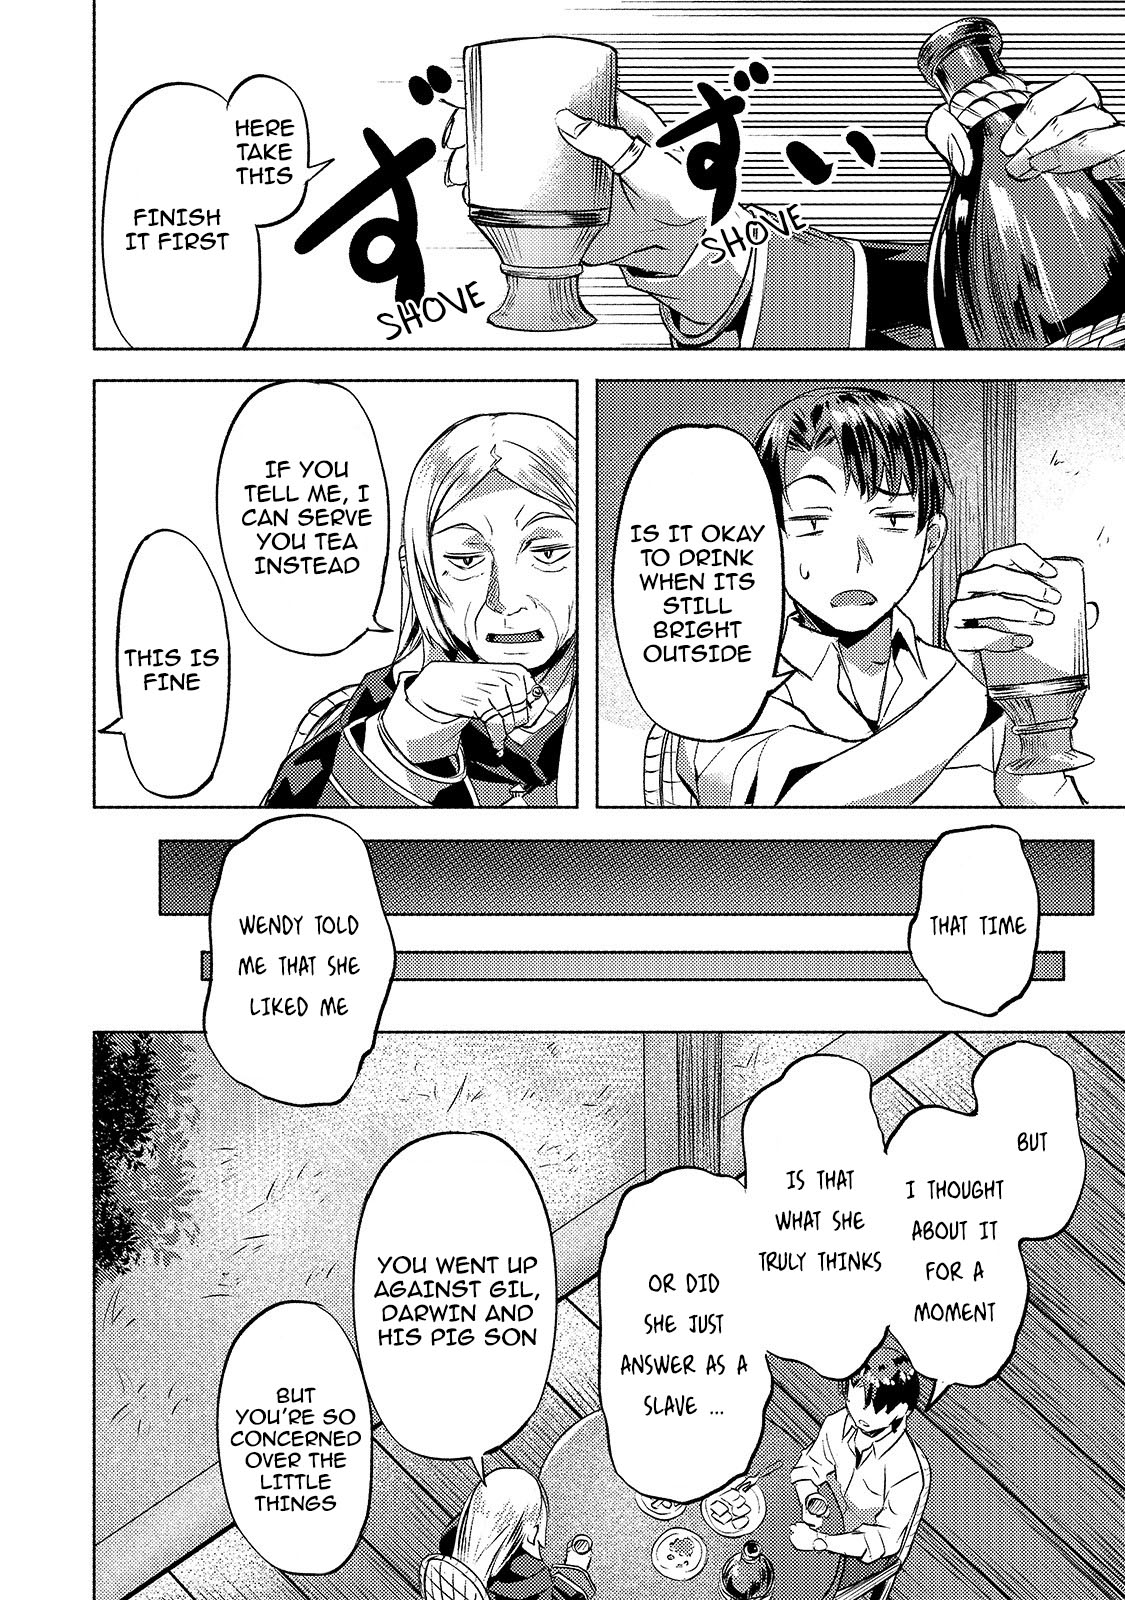 HERE
TAKE
THIS
FINISH
IT FIRST
ず
ずい
SHOVE
SHOVE
IS IT OKAY
TO DRINK
WHEN ITS
STILL
BRIGHT
OUTSIDE
IF YOU
TELL ME, I
CAN SERVE
YOU TEA
INSTEAD
THIS IS
FINE
THAT TIME
WENDY TOLD
ME THAT SHE
LIKED ME
BUT
I THOUGHT
ABOUT IT
FOR A
MOMENT
IS THAT
WHAT SHE
TRULY THINKS
OR DID
SHE JUST
ANSWER AS A
SLAVE ...
YOU WENT UP
AGAINST GIL,
DARWIN AND
HIS PIG SON
BUT
YOU'RE SO
CONCERNED
OVER THE
LITTLE
THINGS